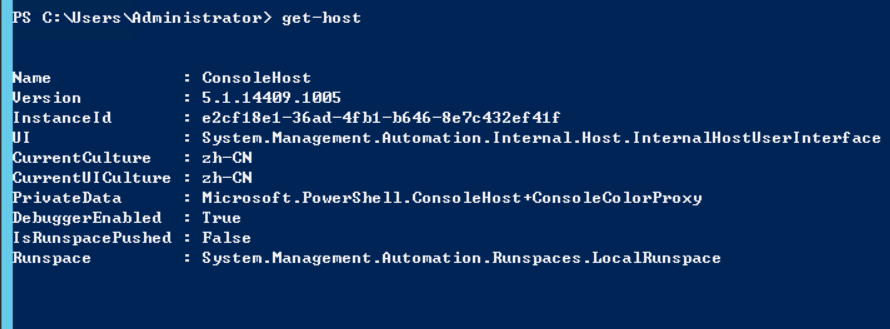 PS C:\Users\Administrator> get-host
Name : ConsoleHost
Version : 5.1.14409.1005
InstanceId : e2cf18e1-36ad-4fb1-b646-8e7c432ef41f
UI : System.Management.Automation.Internal.Host.InternalHostUserInterface
CurrentCulture : zh-CN
CurrentUICulture : zh-CN
PrivateData : Microsoft.PowerShell.ConsoleHost+ConsoleColorProxy
DebuggerEnabled : True
IsRunspacePushed : False
Runspace : System.Management.Automation.Runspaces.LocalRunspace